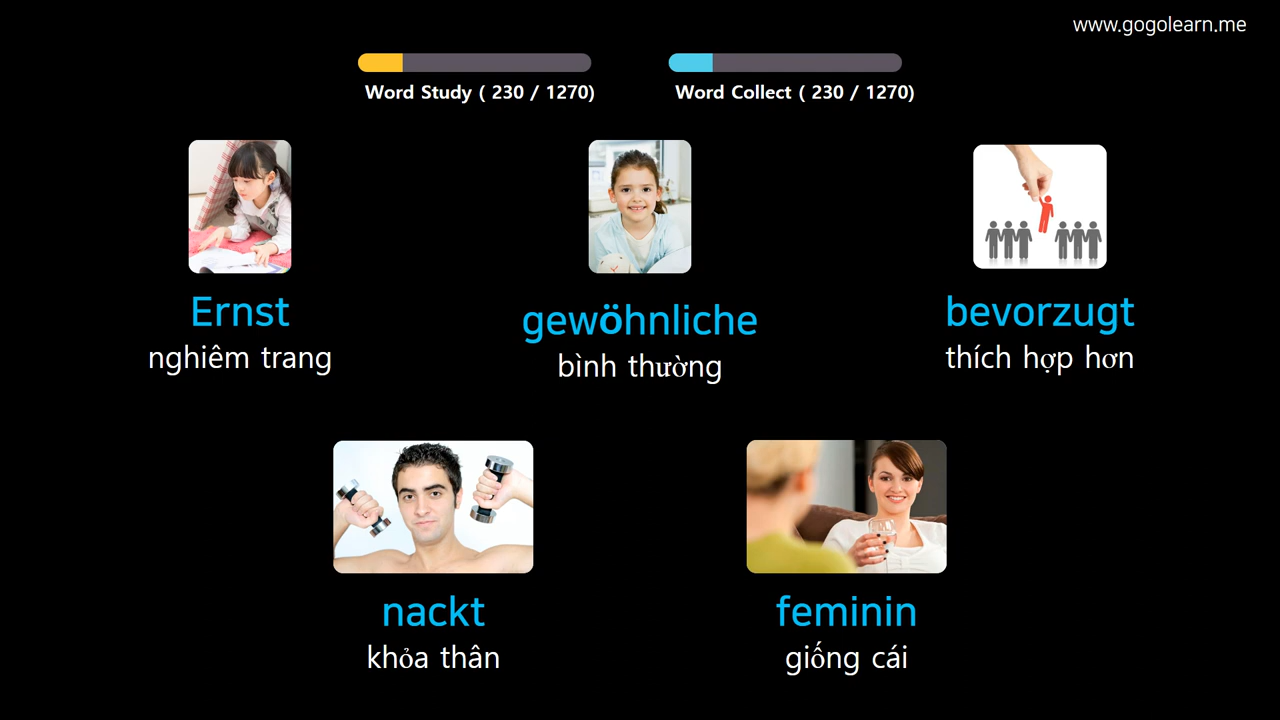 www.gogolearn.me
Word Study ( 230 / 1270)
Word Collect ( 230 / 1270)
Ernst
nghiêm trang
gewöhnliche
bình thường
bevorzugt
thích hợp hơn
nackt
khỏa thân
feminin
giống cái